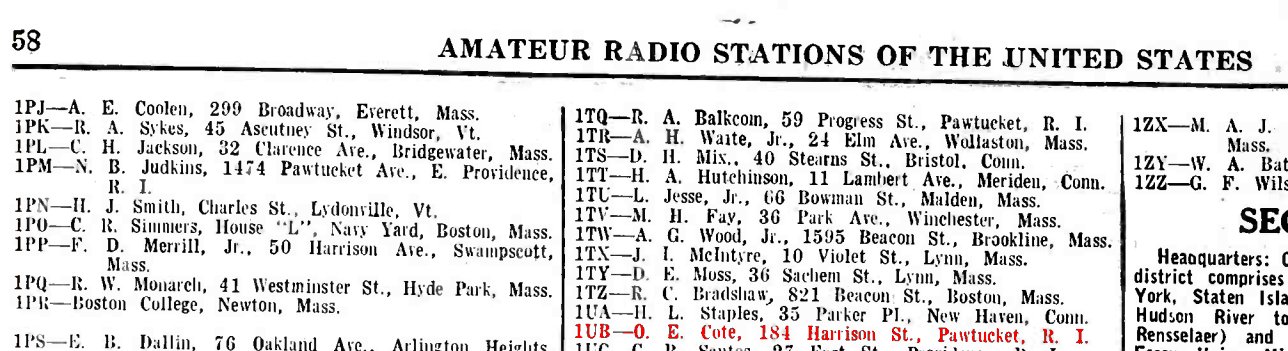 58
AMATEUR RADIO STATIONS OF THE UNITED STATES
1PJ—A. E. Coolen, 299 Broadway, Everett, Mass.
1PK—R. A. Sykes, 45 Ascutney St., Windsor, Vt.
1PL—C. H. Jackson, 32 Clarence Ave., Bridgewater, Mass.
1PM—N. B. Judkins, 1474 Pawtucket Ave., E. Providence,
R. I.
1PN—H. J. Smith, Charles St., Lydonville, Vt.
1PO—C. R. Simmers, House "L", Navy Yard, Boston, Mass.
1PP—F. D. Merrill, Jr., 50 Harrison Ave., Swampscott,
Mass.
1PQ—R. W. Monarch, 41 Westminster St., Hyde Park, Mass.
1PR—Boston College, Newton, Mass.
1PS—E. B. Dallin, 76 Oakland Ave., Arlington Heights
1TQ—R. A. Balkcom, 59 Progress St., Pawtucket, R. I.
1TR—A. H. Waite, Jr., 24 Elm Ave., Wollaston, Mass.
1TS—D. H. Mix., 40 Stearns St., Bristol, Conn.
1TT—H. A. Hutchinson, 11 Lambert Ave., Meriden, Conn.
1TU—L. Jesse, Jr., 66 Bowman St., Malden, Mass.
1TV—M. H. Fay, 36 Park Ave., Winchester, Mass.
1TW—A. G. Wood, Jr., 1595 Beacon St., Brookline, Mass.
1TX—J. I. McIntyre, 10 Violet St., Lynn, Mass.
1TY—D. E. Moss, 36 Sachem St., Lynn, Mass.
1TZ—R. C. Bradshaw, 821 Beacon St., Boston, Mass.
1UA—H. L. Staples, 35 Parker Pl., New Haven, Conn.
1UB—O. E. Cote, 184 Harrison St., Pawtucket, R. I.
1ZX—M. A. J.
Mass.
1ZY—W. A. Bat
1ZZ—G. F. Wils
SEC
Headquarters: C
district comprises
York, Staten Isla
Hudson River to
Rensselaer) and